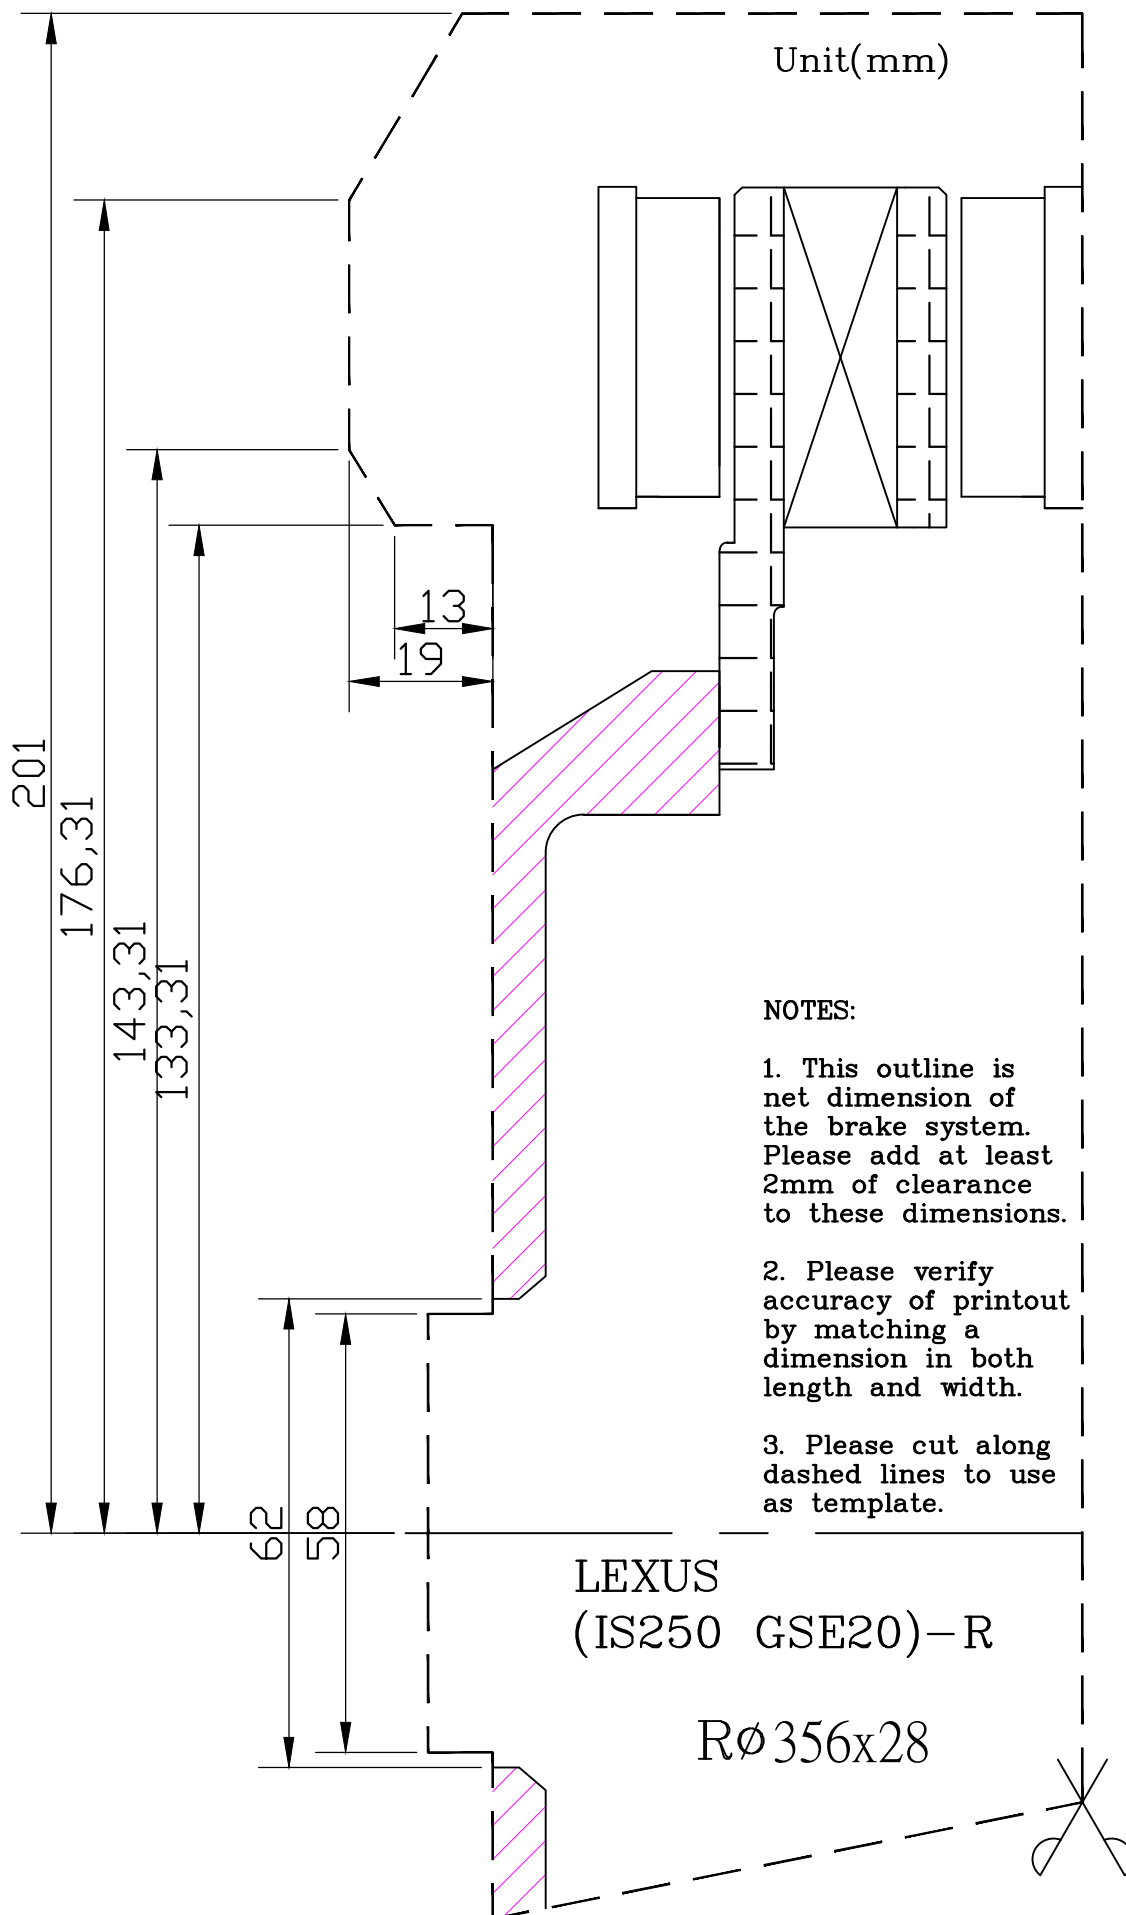 Unit(mm)
13
19
201
176,31
143,31
133,31
NOTES:
1. This outline is
net dimension of
the brake system.
Please add at least
2mm of clearance
to these dimensions.
2. Please verify
accuracy of printout
by matching a
dimension in both
length and width.
3. Please cut along
dashed lines to use
as template.
62
58
LEXUS
(IS250 GSE20)-R
RØ356x28